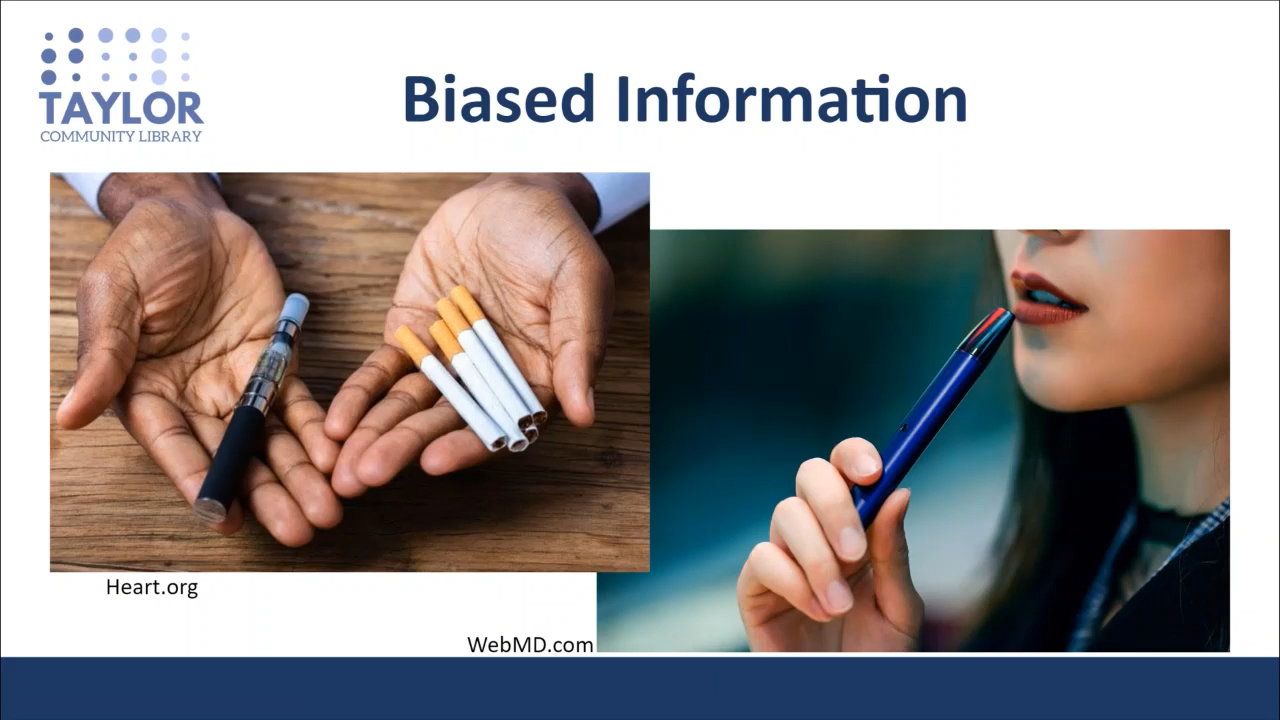 TAYLOR
COMMUNITY LIBRARY
Biased Information
Heart.org
WebMD.com